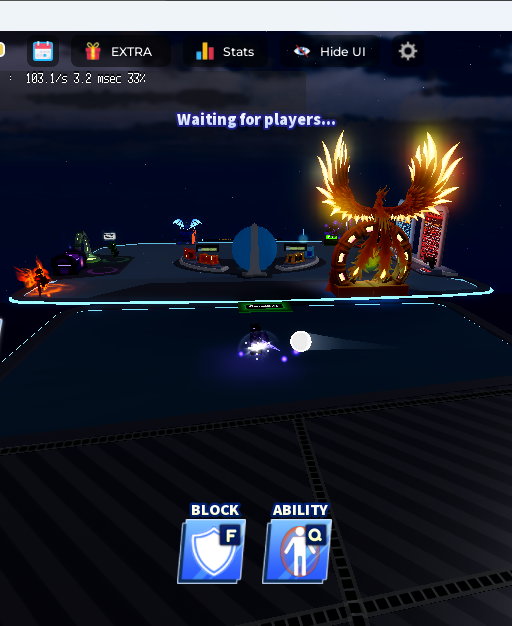 EXTRA Stats Hide UI
: 103.1/s 3.2 msec 33%
Waiting for players...
BLOCK ABILITY
F Q